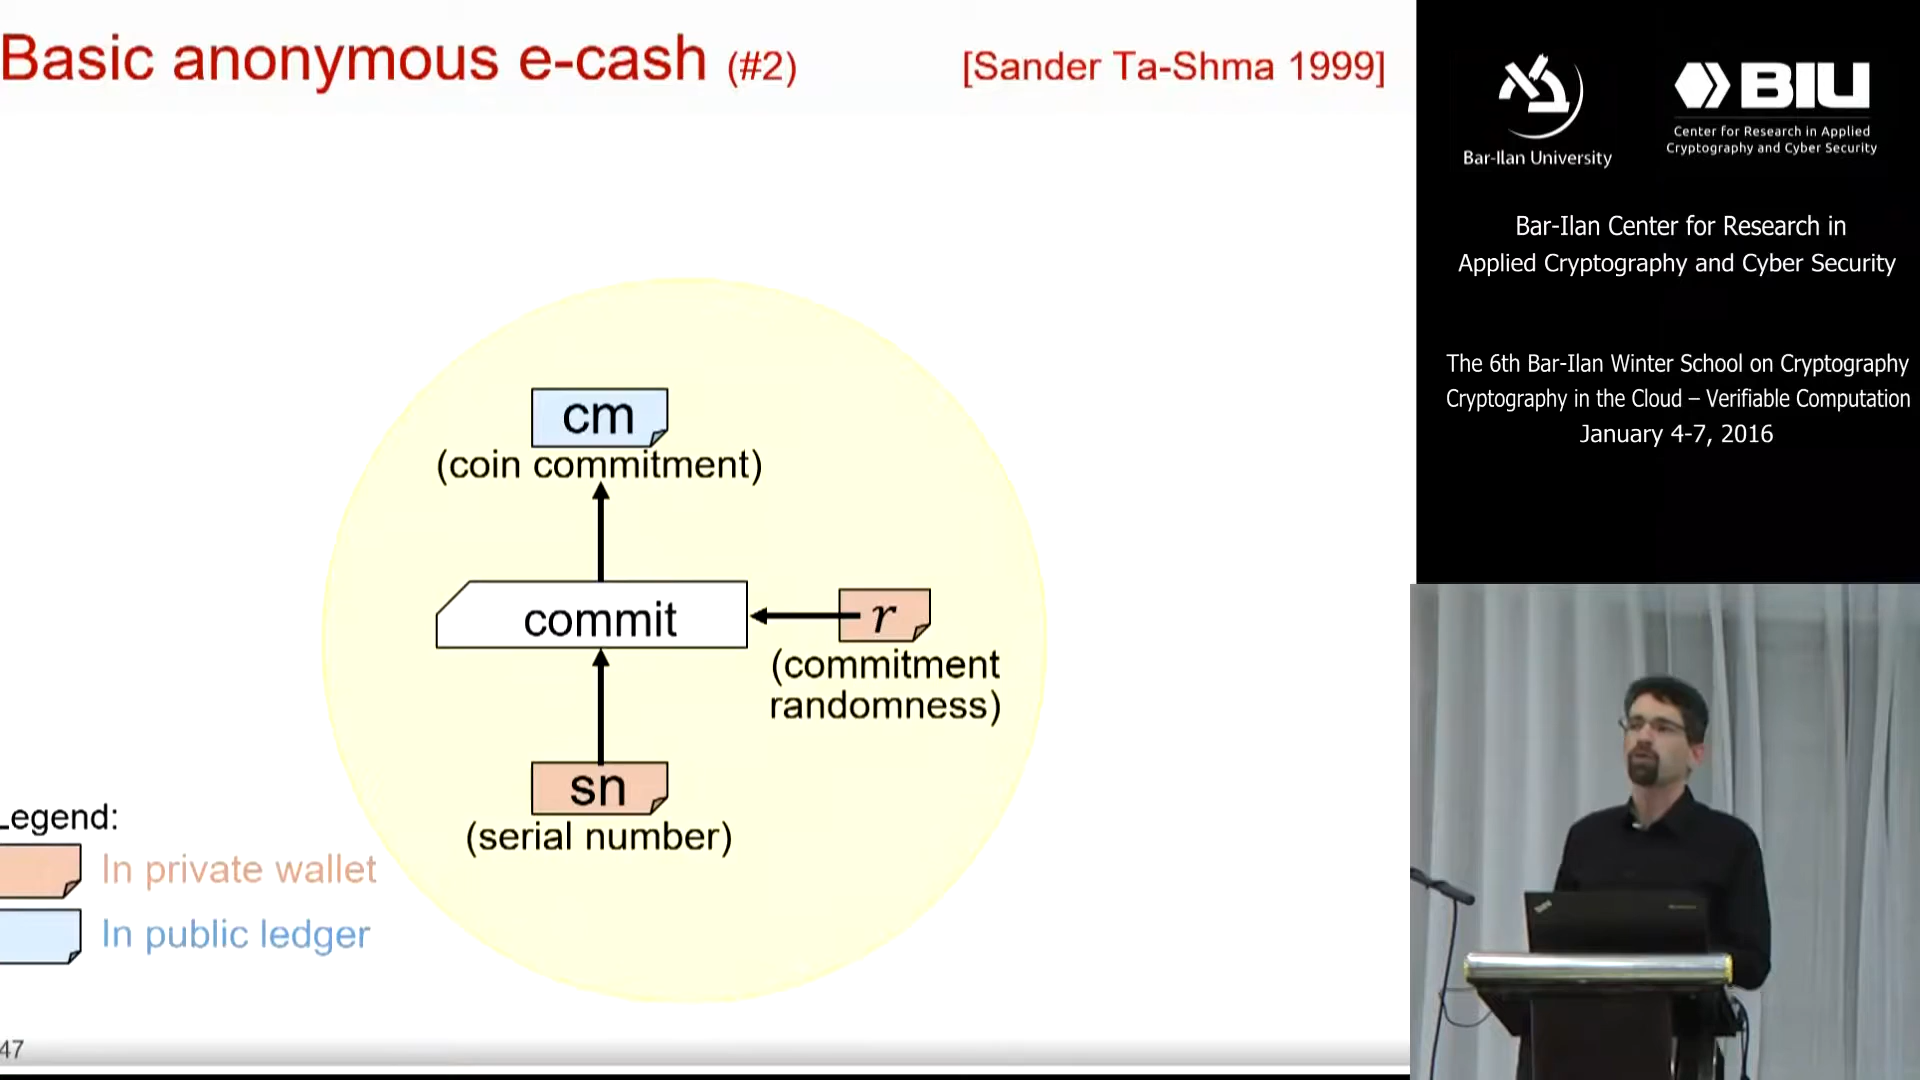 Basic anonymous e-cash (#2) [Sander Ta-Shma 1999]
cm
(coin commitment)
commit
r
(commitment
randomness)
sn
(serial number)
Legend:
In private wallet
In public ledger
47
Bar-Ilan University
BIU
Center for Research in Applied
Cryptography and Cyber Security
Bar-Ilan Center for Research in
Applied Cryptography and Cyber Security
The 6th Bar-Ilan Winter School on Cryptography
Cryptography in the Cloud – Verifiable Computation
January 4-7, 2016